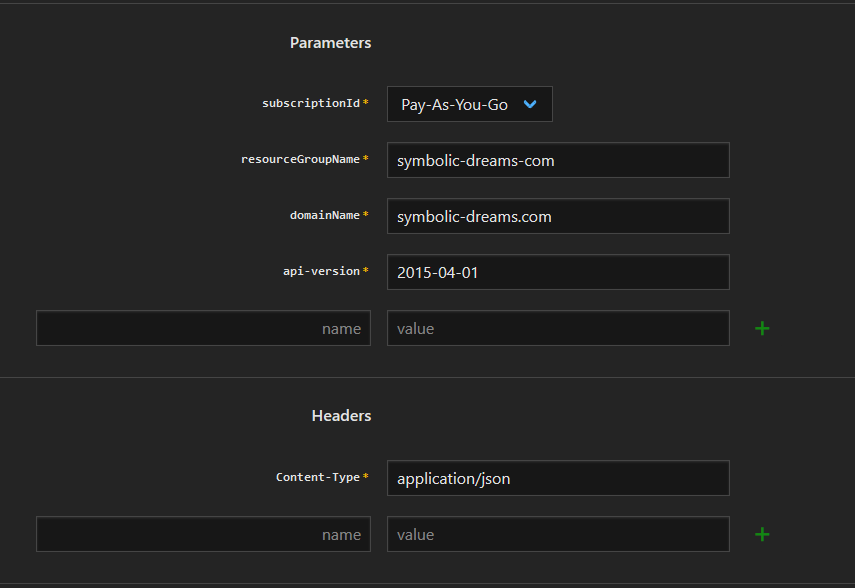 Parameters
subscriptionId* Pay-As-You-Go
resourceGroupName* symbolic-dreams-com
domainName* symbolic-dreams.com
api-version* 2015-04-01
name value +
Headers
Content-Type* application/json
name value +